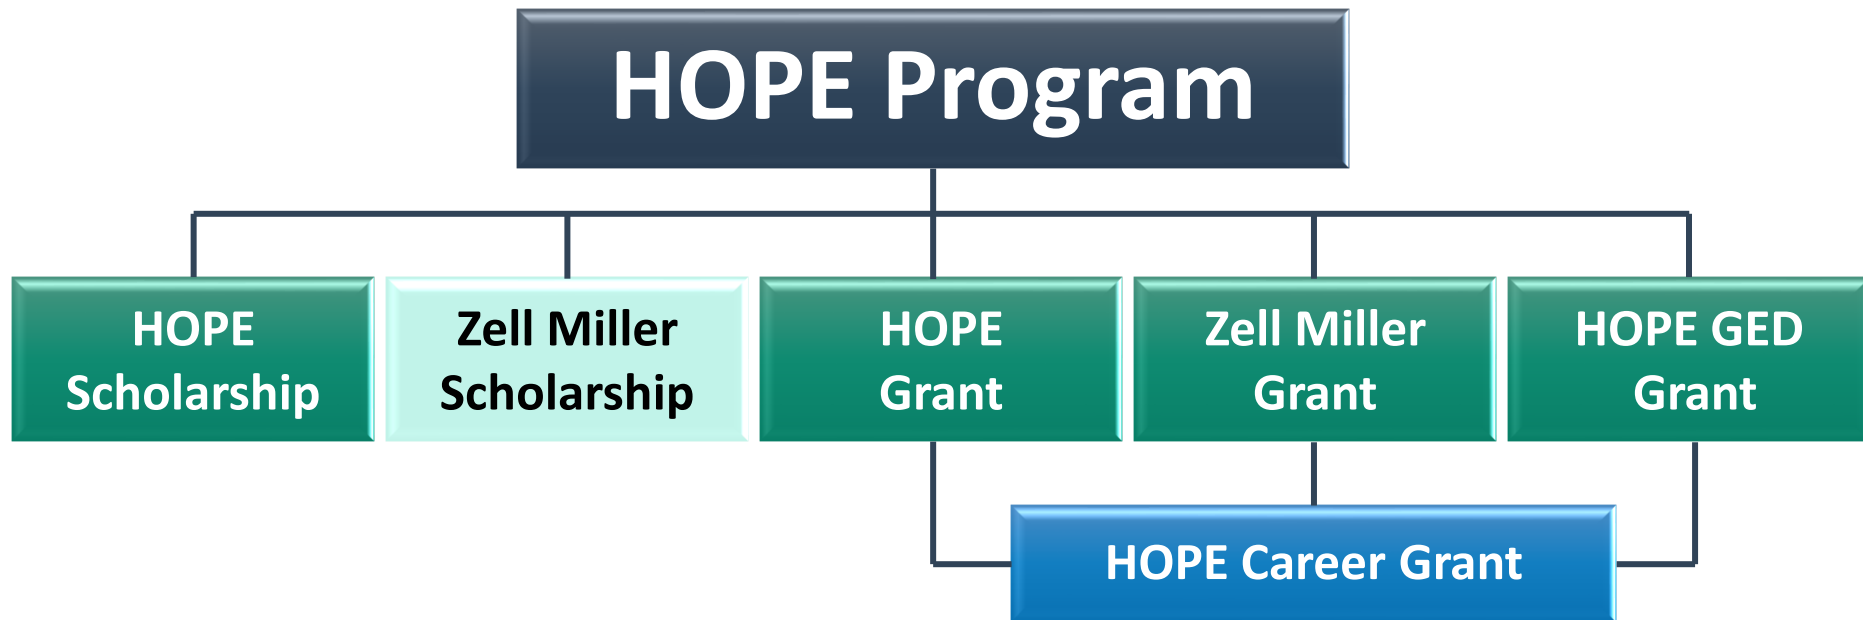 HOPE Program
HOPE
Scholarship
Zell Miller
Scholarship
HOPE
Grant
Zell Miller
Grant
HOPE GED
Grant
HOPE Career Grant